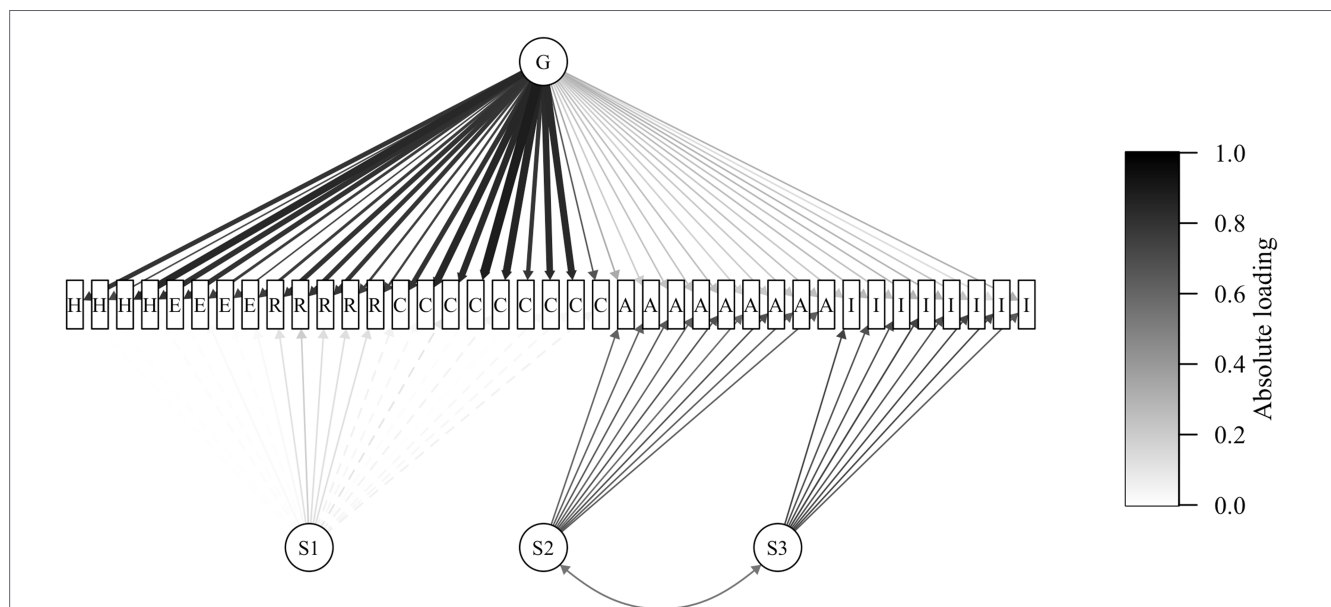 G
1.0
0.8
0.6
0.4
0.2
0.0
Absolute loading
H H H H E E E E R R R R R C C C C C C C C C A A A A A A A A A I I I I I I I I
S1 S2 S3